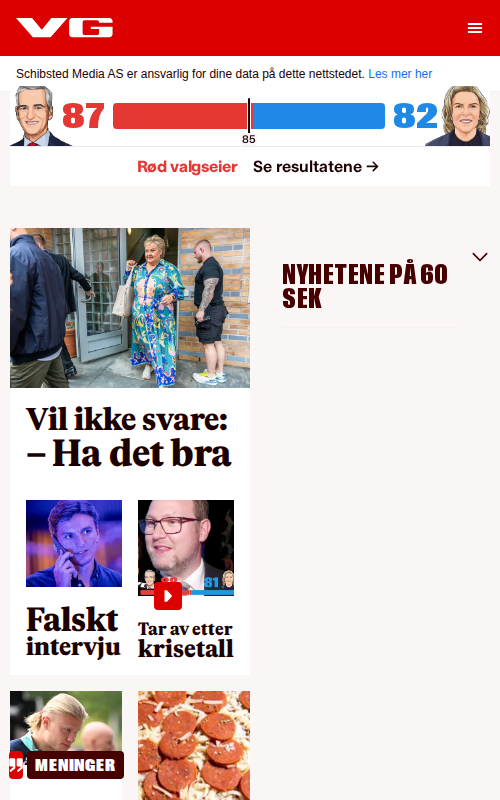 VG
Schibsted Media AS er ansvarlig for dine data på dette nettstedet. Les mer her
87
82
85
Rød valgseier Se resultatene →
NYHETENE PÅ 60
SEK
Vil ikke svare:
– Ha det bra
81
Falskt
intervju
Tar av etter
krisetall
MENINGER